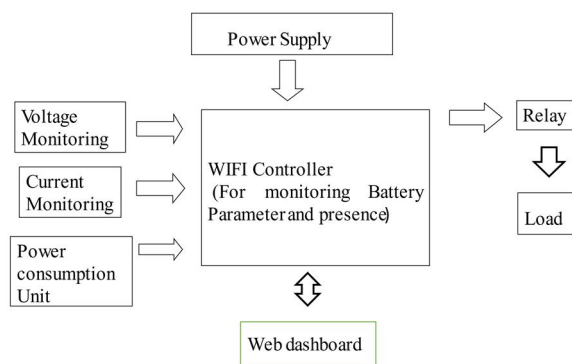 Power Supply
Voltage
Monitoring
Current
Monitoring
Power
consumption
Unit
WIFI Controller
(For monitoring Battery
Parameter and presence)
Relay
Load
Web dashboard